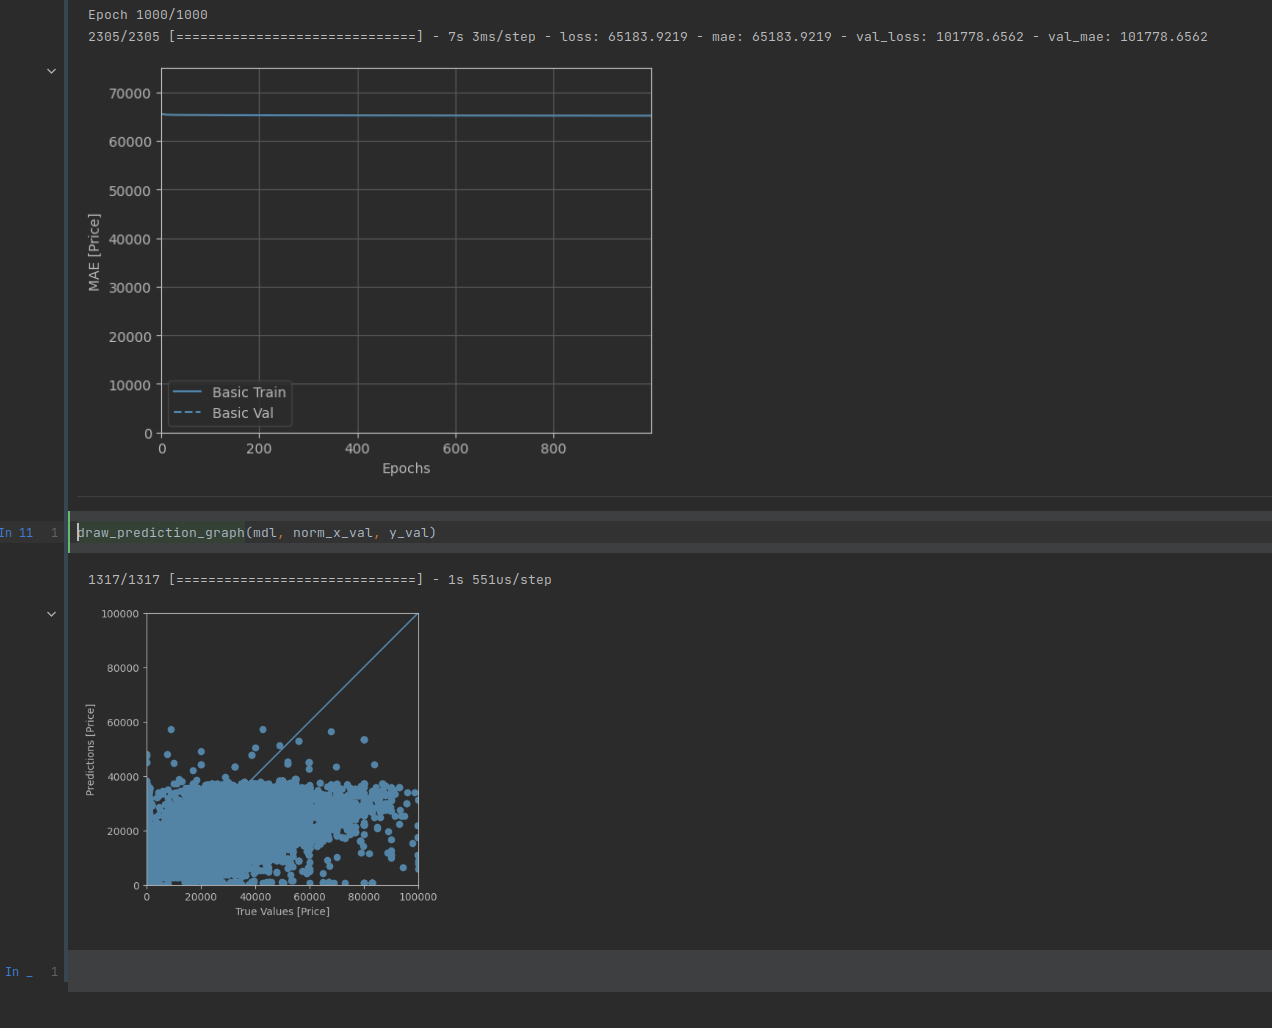 Epoch 1000/1000
2305/2305 [==============================] - 7s 3ms/step - loss: 65183.9219 - mae: 65183.9219 - val_loss: 101778.6562 - val_mae: 101778.6562
70000
60000
50000
40000
30000
20000
10000
0
MAE [Price]
Basic Train
Basic Val
0 200 400 600 800
Epochs
In 11 1 draw_prediction_graph(mdl, norm_x_val, y_val)
1317/1317 [==============================] - 1s 551us/step
100000
80000
60000
40000
20000
0
Predictions [Price]
0 20000 40000 60000 80000 100000
True Values [Price]
In _ 1